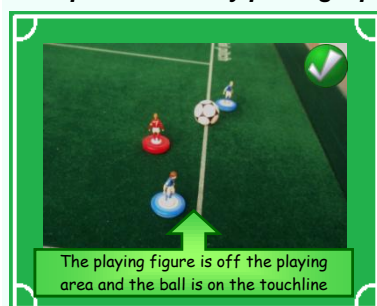 The playing figure is off the playing
area and the ball is on the touchline